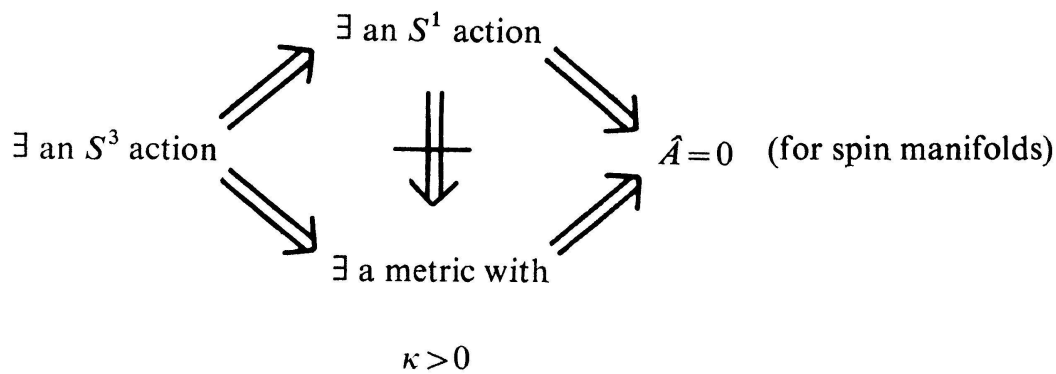 ∃ an S¹ action
∃ an S³ action
Â=0 (for spin manifolds)
∃ a metric with
κ>0